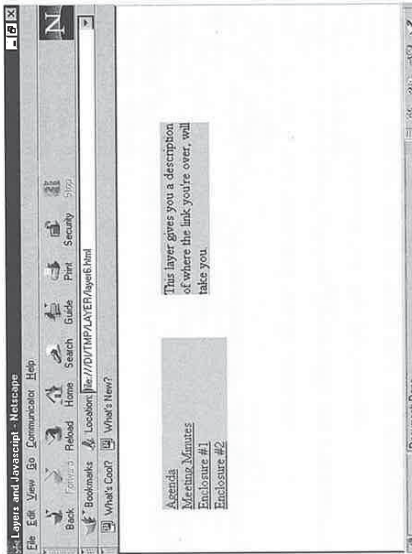 Layers and Javascript - Netscape
File Edit View Go Communicator Help
Back Forward Reload Home Search Guide Print Security Stop
N
Bookmarks Location: file:///D|/TMP/LAYER/layer6.html
What's Cool? What's New?
Agenda
Meeting Minutes
Enclosure #1
Enclosure #2
This layer gives you a description
of where the link you're over, will
take you.